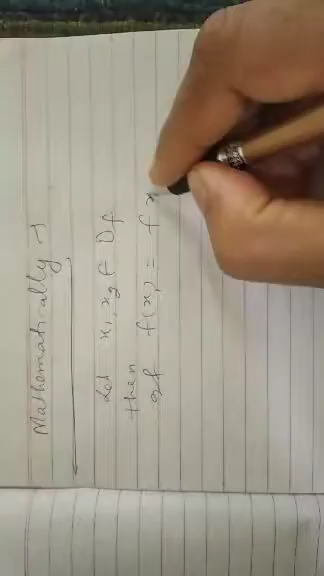 Mathematically →
Let x₁, x₂ ∈ Df
then
If f(x₁ = f x